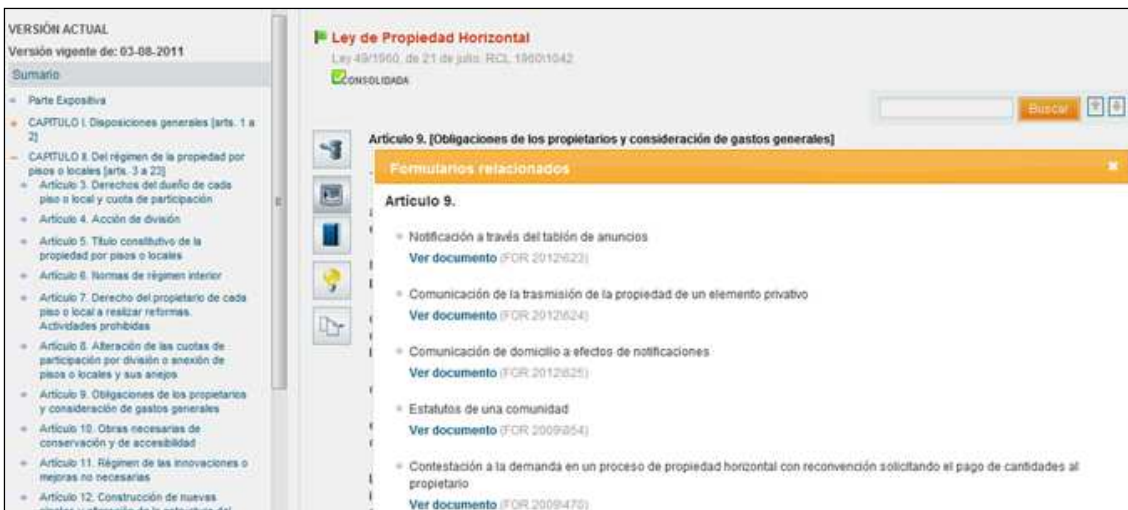 VERSIÓN ACTUAL
Versión vigente de: 03-08-2011
Sumario
Parte Expositiva
CAPITULO I. Disposiciones generales [arts. 1 a
2]
CAPITULO II. Del régimen de la propiedad por
pisos o locales [arts. 3 a 23]
Artículo 3. Derechos del dueño de cada
piso o local y cuota de participación
Artículo 4. Acción de división
Artículo 5. Título constitutivo de la
propiedad por pisos o locales
Artículo 6. Normas de régimen interior
Artículo 7. Derecho del propietario de cada
piso o local a realizar reformas.
Actividades prohibidas
Artículo 8. Alteración de las cuotas de
participación por división o anexión de
pisos o locales y sus anejos
Artículo 9. Obligaciones de los propietarios
y consideración de gastos generales
Artículo 10. Obras necesarias de
conservación y de accesibilidad
Artículo 11. Régimen de las innovaciones o
mejoras no necesarias
Artículo 12. Construcción de nuevas
plantas y alteración de la estructura del
Ley de Propiedad Horizontal
Ley 49/1960, de 21 de julio. RCL 1960\1042
CONSOLIDADA
Buscar
Artículo 9. [Obligaciones de los propietarios y consideración de gastos generales]
Formularios relacionados
Artículo 9.
Notificación a través del tablón de anuncios
Ver documento (FOR 2012\623)
Comunicación de la trasmisión de la propiedad de un elemento privativo
Ver documento (FOR 2012\624)
Comunicación de domicilio a efectos de notificaciones
Ver documento (FOR 2012\625)
Estatutos de una comunidad
Ver documento (FOR 2009\854)
Contestación a la demanda en un proceso de propiedad horizontal con reconvención solicitando el pago de cantidades al
propietario
Ver documento (FOR 2009\470)